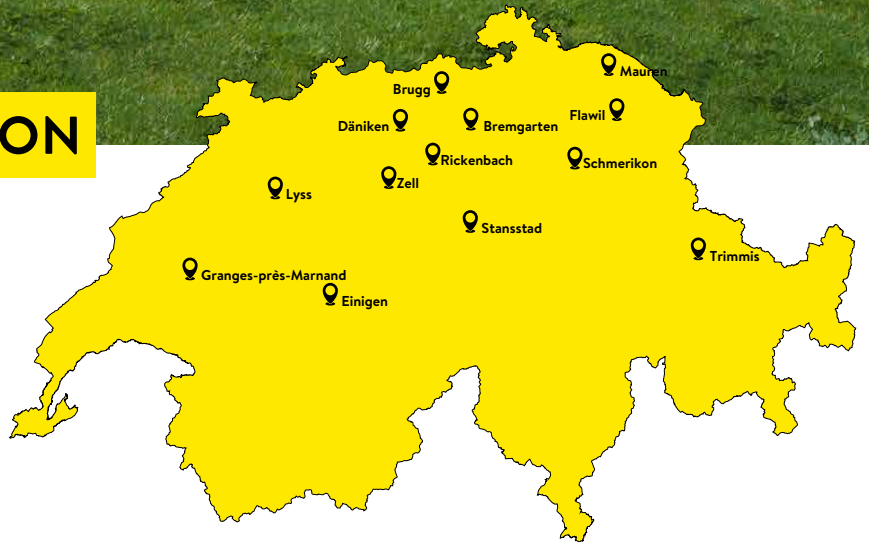 ON
Mauren
Brugg
Flawil
Däniken
Bremgarten
Rickenbach
Schmerikon
Zell
Lyss
Stansstad
Trimmis
Granges-près-Marnand
Einigen